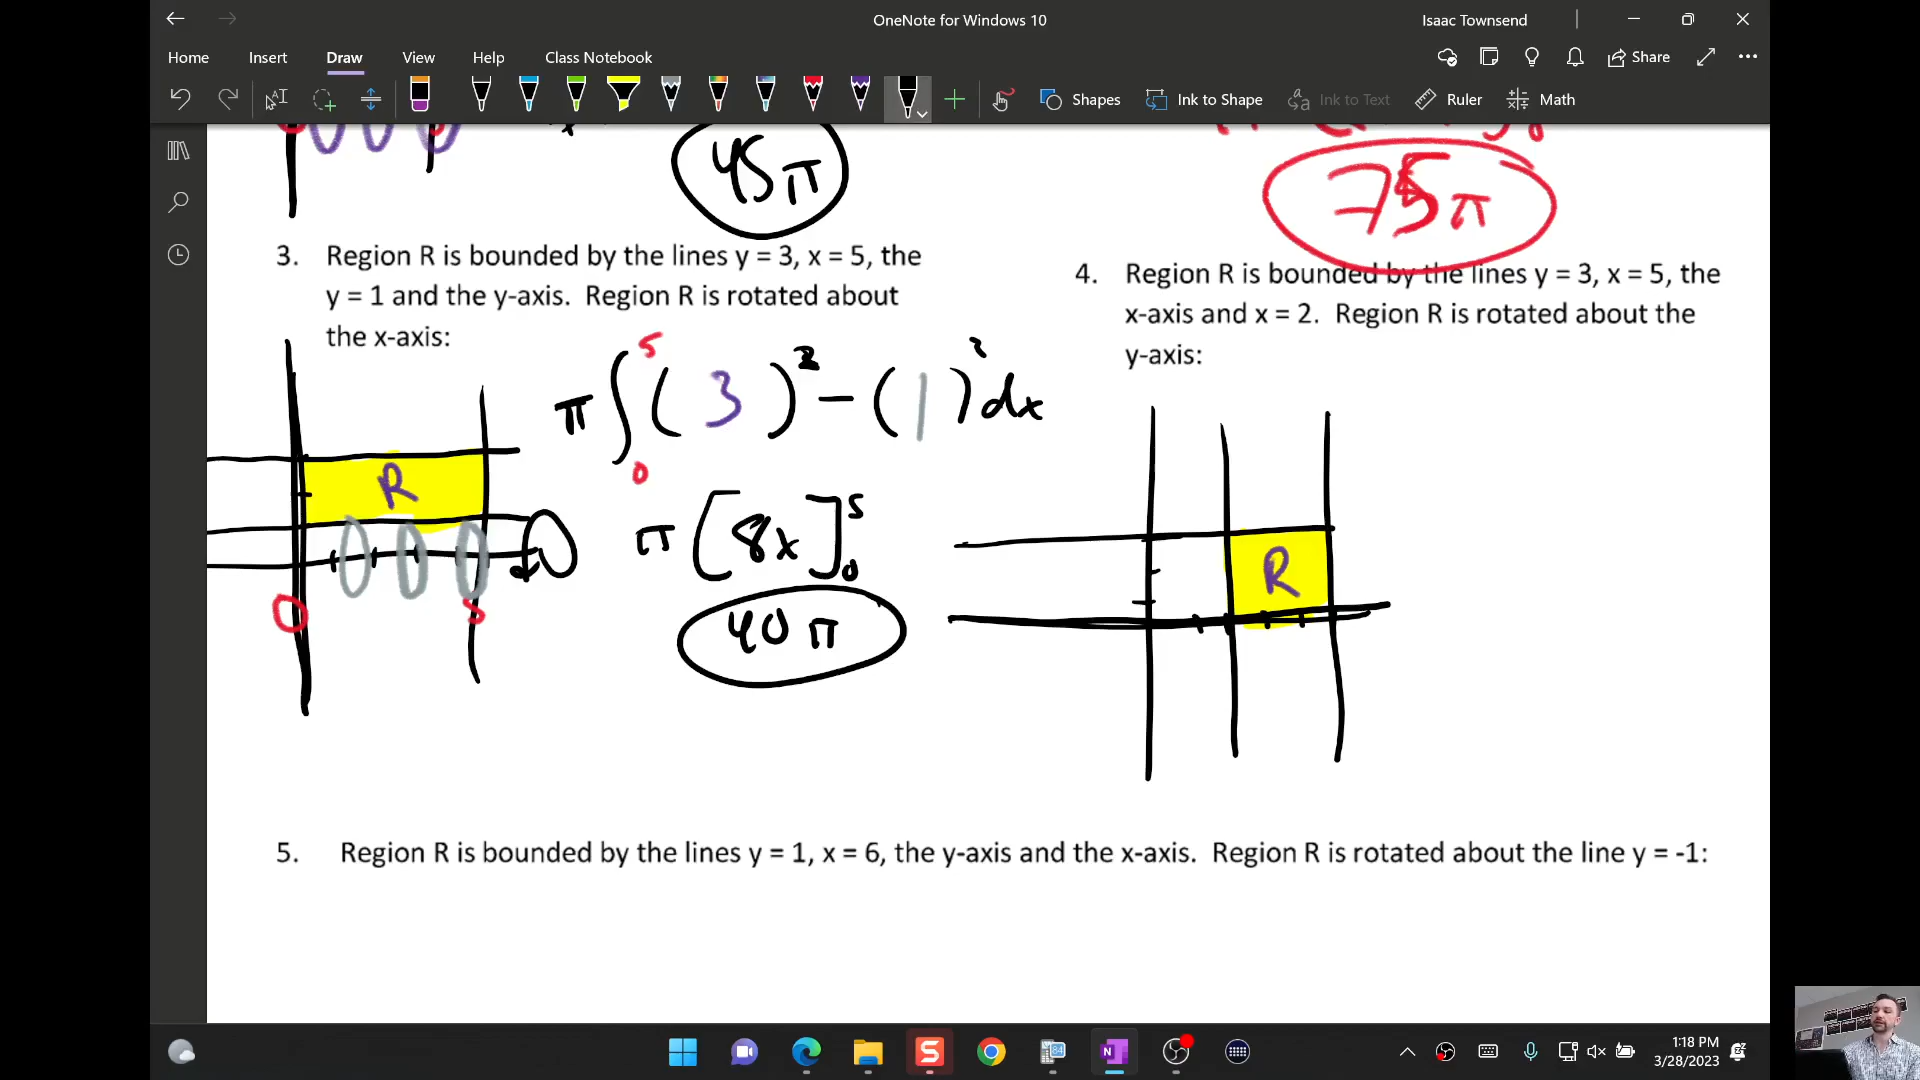 OneNote for Windows 10
Isaac Townsend
Home
Insert
Draw
View
Help
Class Notebook
Share
Shapes
Ink to Shape
Ink to Text
Ruler
Math
45π
75π
3. Region R is bounded by the lines y = 3, x = 5, the
y = 1 and the y-axis. Region R is rotated about
the x-axis:
π ∫₀⁵ (3)² − (1)² dx
R
π [8x]₀⁵
0
5
40π
4. Region R is bounded by the lines y = 3, x = 5, the
x-axis and x = 2. Region R is rotated about the
y-axis:
R
5. Region R is bounded by the lines y = 1, x = 6, the y-axis and the x-axis. Region R is rotated about the line y = -1:
1:18 PM
3/28/2023